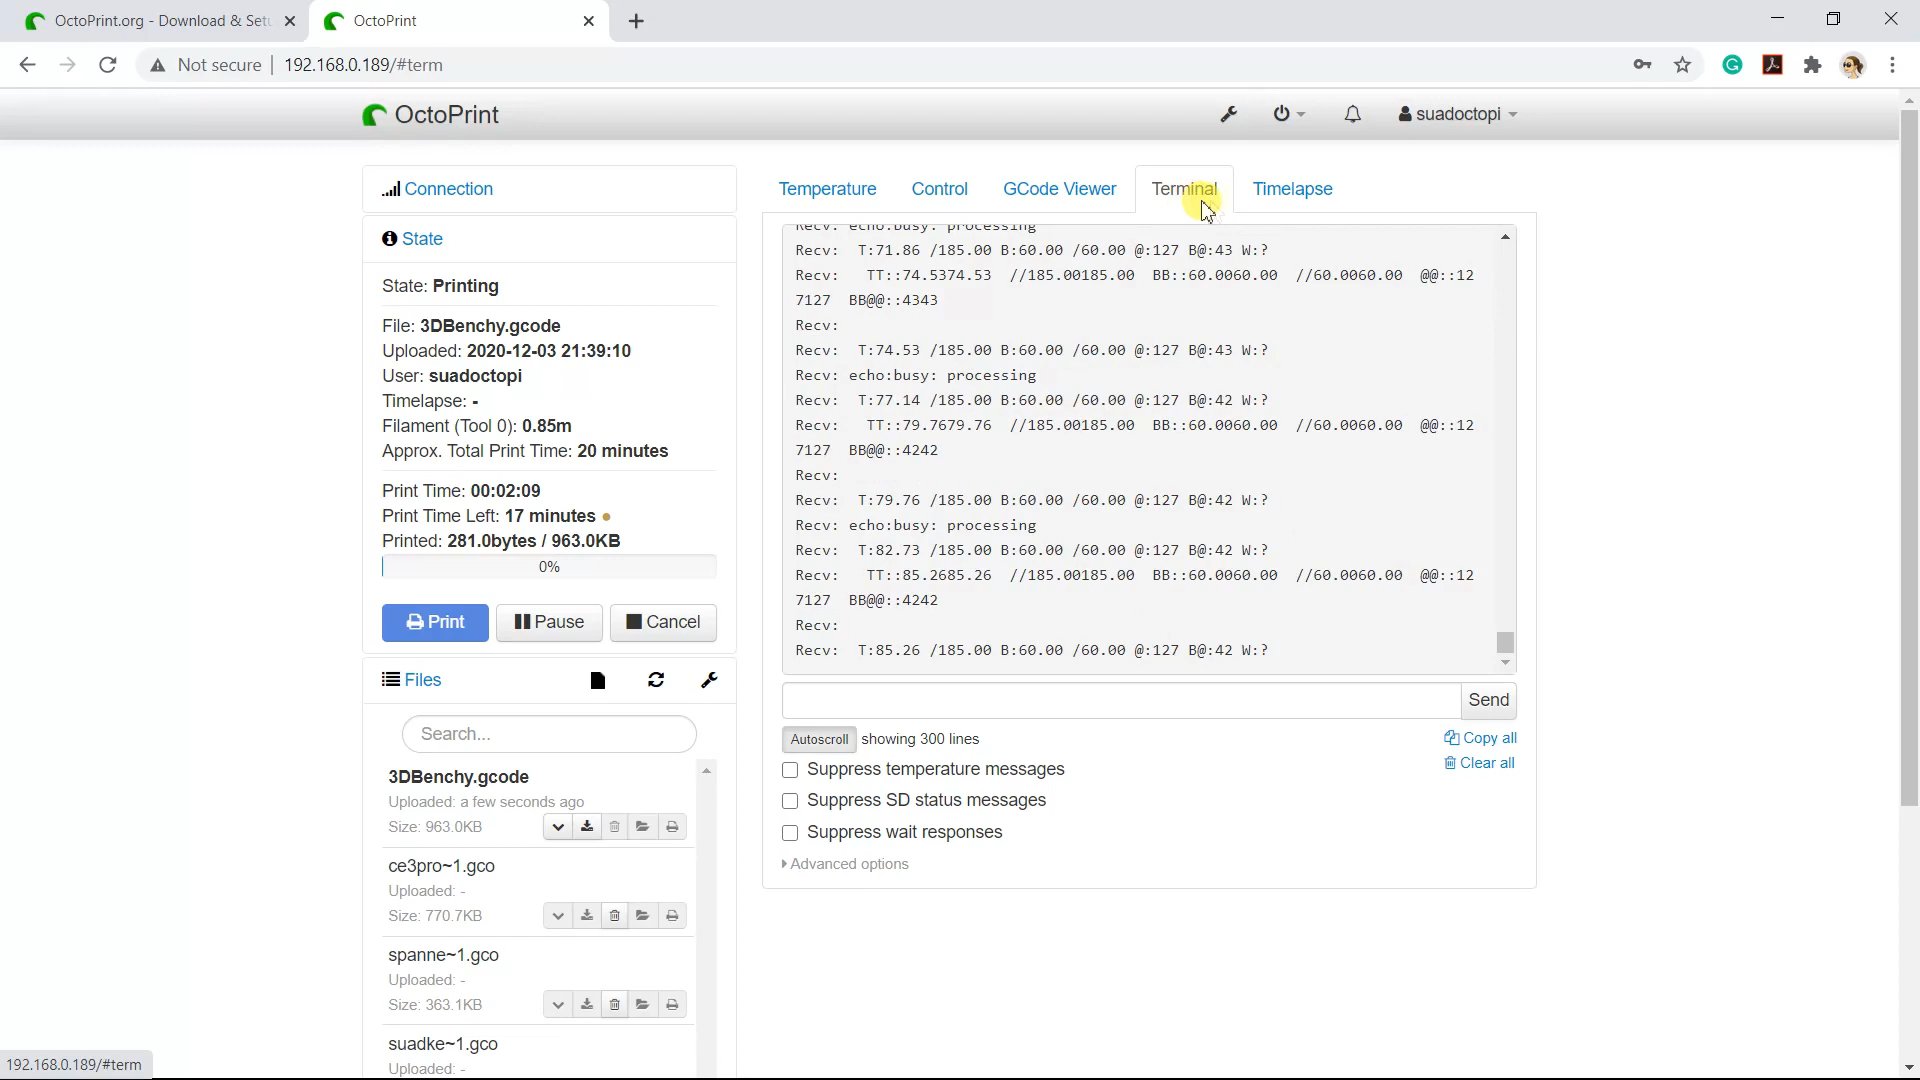 OctoPrint.org - Download & Setu
OctoPrint
Not secure
192.168.0.189/#term
OctoPrint
suadoctopi
Connection
State
State: Printing
File: 3DBenchy.gcode
Uploaded: 2020-12-03 21:39:10
User: suadoctopi
Timelapse: -
Filament (Tool 0): 0.85m
Approx. Total Print Time: 20 minutes
Print Time: 00:02:09
Print Time Left: 17 minutes
Printed: 281.0bytes / 963.0KB
0%
Print
Pause
Cancel
Files
Search...
3DBenchy.gcode
Uploaded: a few seconds ago
Size: 963.0KB
ce3pro~1.gco
Uploaded: -
Size: 770.7KB
spanne~1.gco
Uploaded: -
Size: 363.1KB
suadke~1.gco
Uploaded: -
Temperature
Control
GCode Viewer
Terminal
Timelapse
Recv: echo:busy: processing
Recv:  T:71.86 /185.00 B:60.00 /60.00 @:127 B@:43 W:?
Recv:   TT::74.5374.53  //185.00185.00  BB::60.0060.00  //60.0060.00  @@::12
7127  BB@@::4343
Recv:
Recv:  T:74.53 /185.00 B:60.00 /60.00 @:127 B@:43 W:?
Recv: echo:busy: processing
Recv:  T:77.14 /185.00 B:60.00 /60.00 @:127 B@:42 W:?
Recv:   TT::79.7679.76  //185.00185.00  BB::60.0060.00  //60.0060.00  @@::12
7127  BB@@::4242
Recv:
Recv:  T:79.76 /185.00 B:60.00 /60.00 @:127 B@:42 W:?
Recv: echo:busy: processing
Recv:  T:82.73 /185.00 B:60.00 /60.00 @:127 B@:42 W:?
Recv:   TT::85.2685.26  //185.00185.00  BB::60.0060.00  //60.0060.00  @@::12
7127  BB@@::4242
Recv:
Recv:  T:85.26 /185.00 B:60.00 /60.00 @:127 B@:42 W:?
Send
Autoscroll showing 300 lines
Copy all
Clear all
Suppress temperature messages
Suppress SD status messages
Suppress wait responses
Advanced options
192.168.0.189/#term